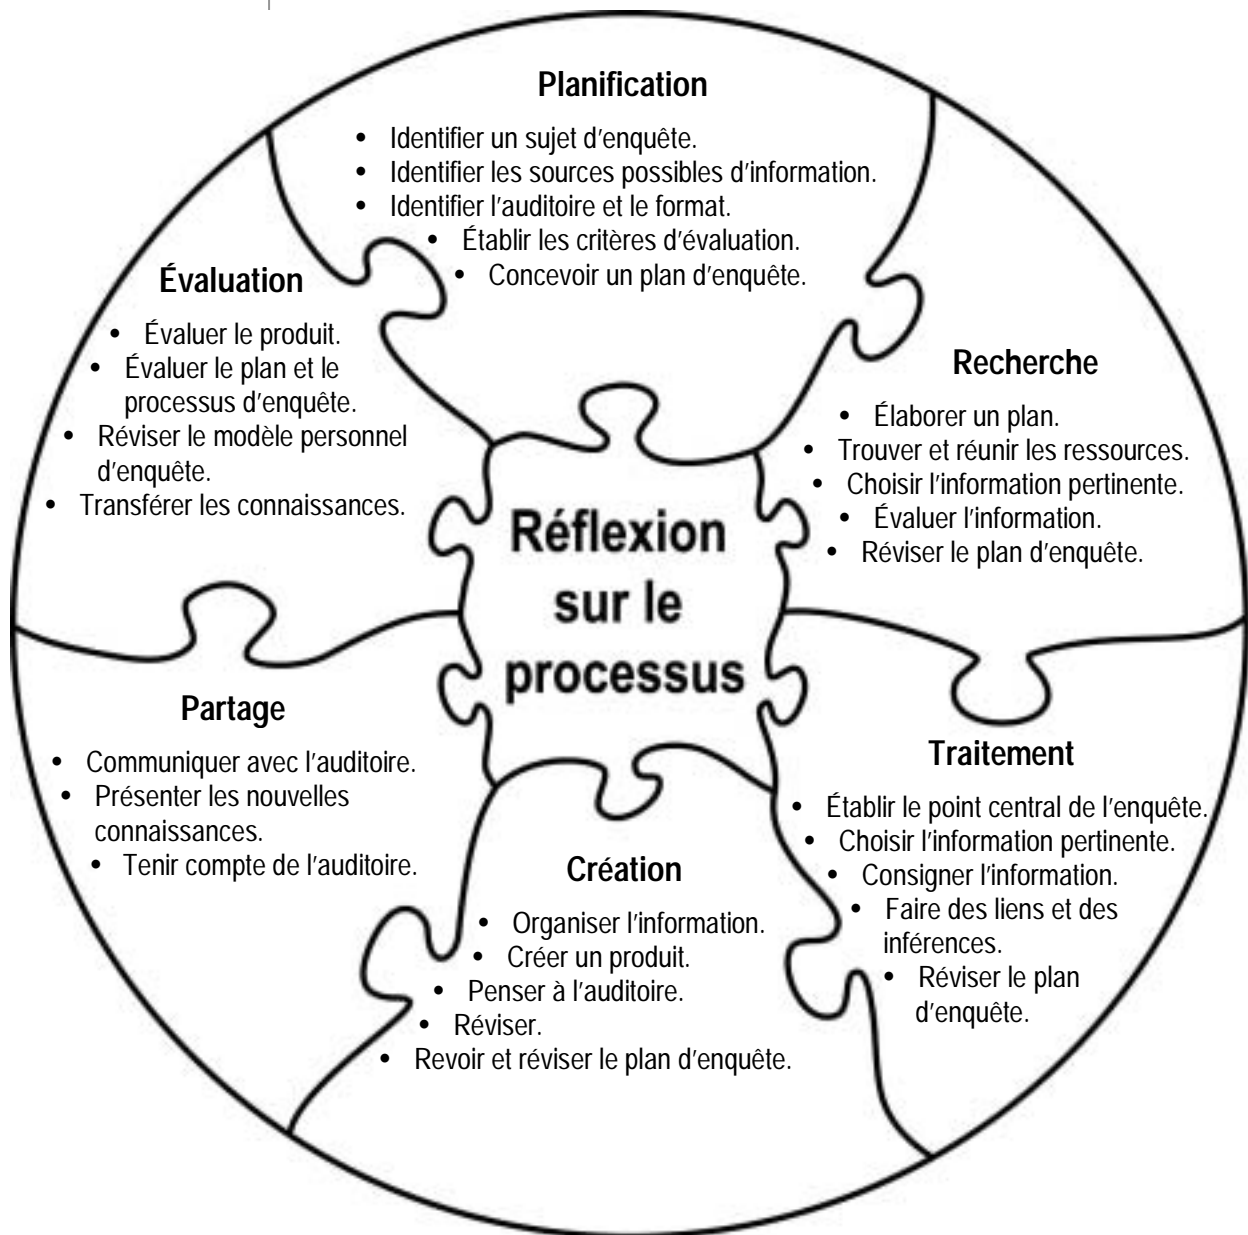 Planification
• Identifier un sujet d'enquête.
• Identifier les sources possibles d'information.
• Identifier l'auditoire et le format.
• Établir les critères d'évaluation.
• Concevoir un plan d'enquête.
Recherche
• Élaborer un plan.
• Trouver et réunir les ressources.
• Choisir l'information pertinente.
• Évaluer l'information.
• Réviser le plan d'enquête.
Traitement
• Établir le point central de l'enquête.
• Choisir l'information pertinente.
• Consigner l'information.
• Faire des liens et des
inférences.
• Réviser le plan
d'enquête.
Création
• Organiser l'information.
• Créer un produit.
• Penser à l'auditoire.
• Réviser.
• Revoir et réviser le plan d'enquête.
Partage
• Communiquer avec l'auditoire.
• Présenter les nouvelles
connaissances.
• Tenir compte de l'auditoire.
Évaluation
• Évaluer le produit.
• Évaluer le plan et le
processus d'enquête.
• Réviser le modèle personnel
d'enquête.
• Transférer les connaissances.
Réflexion
sur le
processus